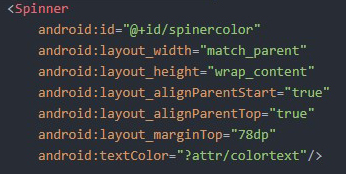 <Spinner
android:id="@+id/spinercolor"
android:layout_width="match_parent"
android:layout_height="wrap_content"
android:layout_alignParentStart="true"
android:layout_alignParentTop="true"
android:layout_marginTop="78dp"
android:textColor="?attr/colortext"/>